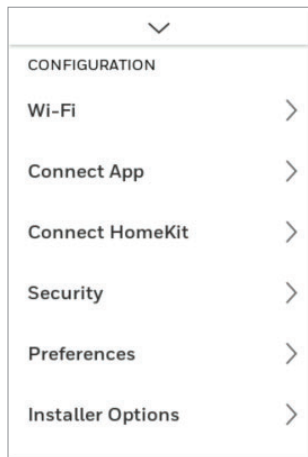 CONFIGURATION
Wi-Fi
Connect App
Connect HomeKit
Security
Preferences
Installer Options